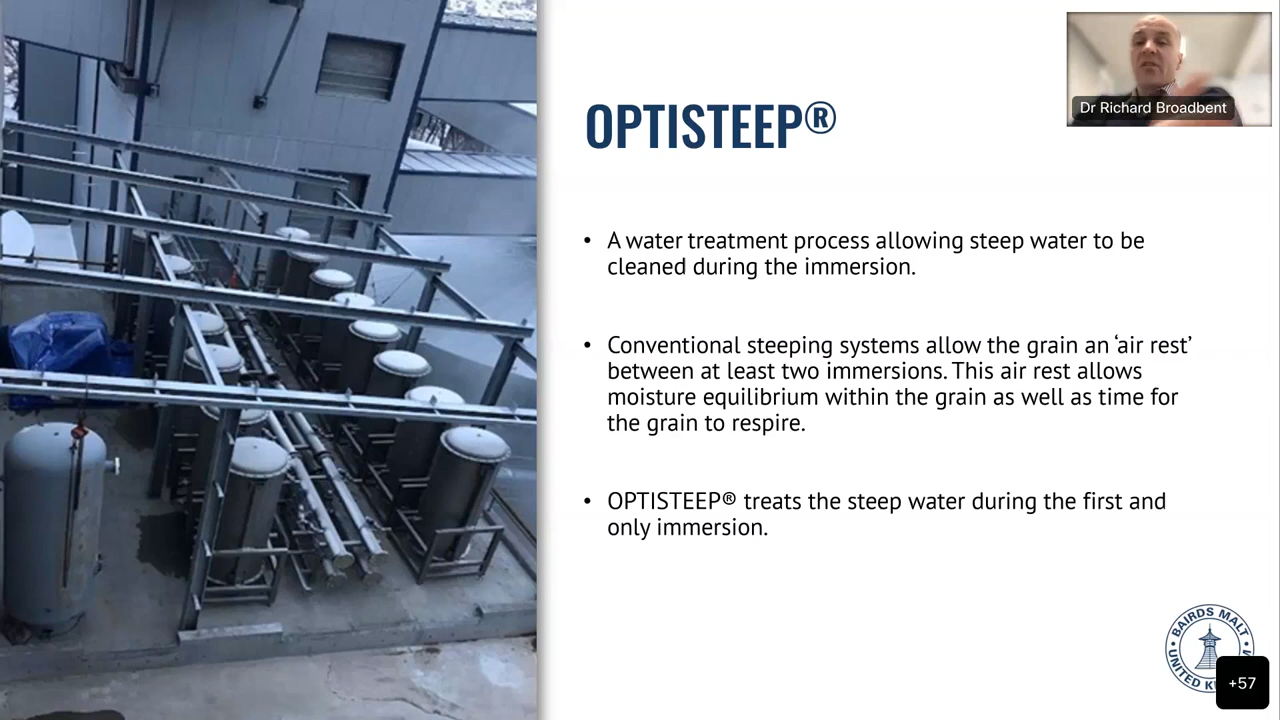 Dr Richard Broadbent
OPTISTEEP®
• A water treatment process allowing steep water to be
cleaned during the immersion.
• Conventional steeping systems allow the grain an ‘air rest’
between at least two immersions. This air rest allows
moisture equilibrium within the grain as well as time for
the grain to respire.
• OPTISTEEP® treats the steep water during the first and
only immersion.
BAIRDS MALT
UNITED
+57